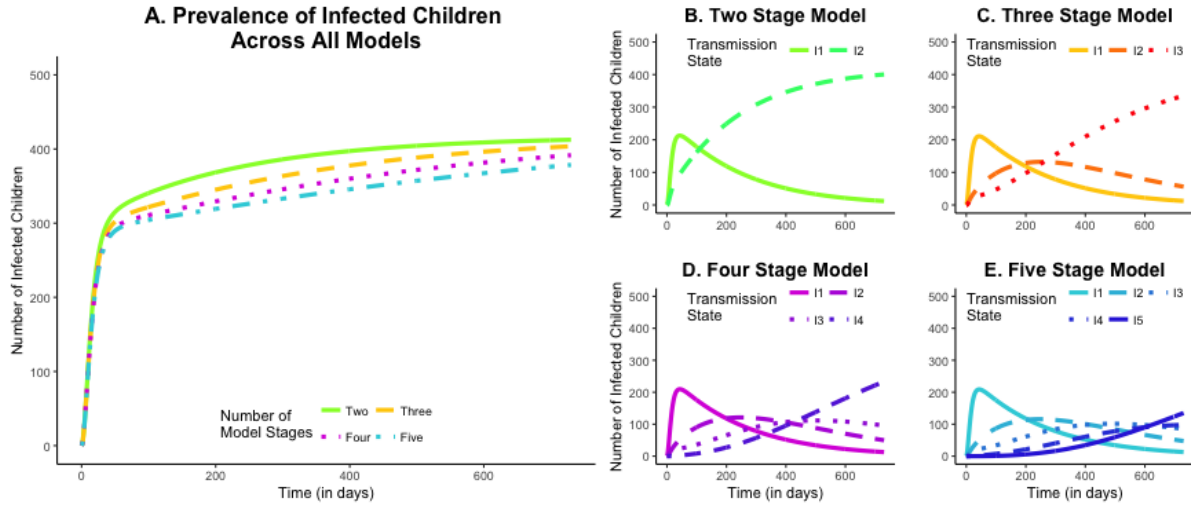 A. Prevalence of Infected Children
Across All Models
Number of Infected Children
500
400
300
200
100
0
0 200 400 600
Time (in days)
Number of
Model Stages
Two Three
Four Five
B. Two Stage Model
Transmission
State
I1 I2
Number of Infected Children
500
400
300
200
100
0
0 200 400 600
C. Three Stage Model
Transmission
State
I1 I2 I3
500
400
300
200
100
0
0 200 400 600
D. Four Stage Model
Transmission
State
I1 I2
I3 I4
Number of Infected Children
500
400
300
200
100
0
0 200 400 600
Time (in days)
E. Five Stage Model
Transmission
State
I1 I2 I3
I4 I5
500
400
300
200
100
0
0 200 400 600
Time (in days)